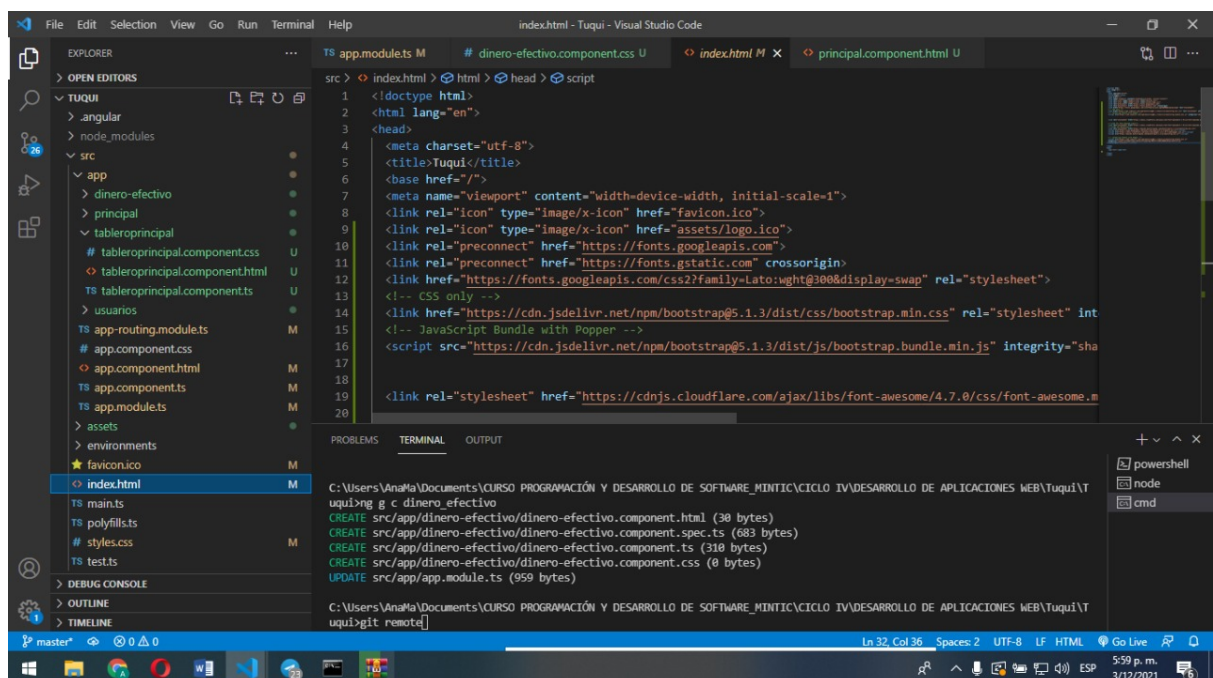 File Edit Selection View Go Run Terminal Help
index.html - Tuqui - Visual Studio Code
EXPLORER
OPEN EDITORS
TUQUI
.angular
node_modules
src
app
dinero-efectivo
principal
tableroprincipal
# tableroprincipal.component.css U
<> tableroprincipal.component.html U
TS tableroprincipal.component.ts U
usuarios
TS app-routing.module.ts M
# app.component.css
<> app.component.html M
TS app.component.ts M
TS app.module.ts M
assets
environments
favicon.ico M
<> index.html M
TS main.ts
TS polyfills.ts
# styles.css M
TS test.ts
DEBUG CONSOLE
OUTLINE
TIMELINE
26
1
TS app.module.ts M # dinero-efectivo.component.css U <> index.html M <> principal.component.html U
src > <> index.html > html > head > script
1 <!doctype html>
2 <html lang="en">
3 <head>
4 <meta charset="utf-8">
5 <title>Tuqui</title>
6 <base href="/">
7 <meta name="viewport" content="width=device-width, initial-scale=1">
8 <link rel="icon" type="image/x-icon" href="favicon.ico">
9 <link rel="icon" type="image/x-icon" href="assets/logo.ico">
10 <link rel="preconnect" href="https://fonts.googleapis.com">
11 <link rel="preconnect" href="https://fonts.gstatic.com" crossorigin>
12 <link href="https://fonts.googleapis.com/css2?family=Lato:wght@300&display=swap" rel="stylesheet">
13 <!-- CSS only -->
14 <link href="https://cdn.jsdelivr.net/npm/bootstrap@5.1.3/dist/css/bootstrap.min.css" rel="stylesheet" int
15 <!-- JavaScript Bundle with Popper -->
16 <script src="https://cdn.jsdelivr.net/npm/bootstrap@5.1.3/dist/js/bootstrap.bundle.min.js" integrity="sha
17
18
19 <link rel="stylesheet" href="https://cdnjs.cloudflare.com/ajax/libs/font-awesome/4.7.0/css/font-awesome.m
20
PROBLEMS TERMINAL OUTPUT
powershell
node
cmd
C:\Users\AnaMa\Documents\CURSO PROGRAMACIÓN Y DESARROLLO DE SOFTWARE_MINTIC\CICLO IV\DESARROLLO DE APLICACIONES WEB\Tuqui\T
uqui>ng g c dinero_efectivo
CREATE src/app/dinero-efectivo/dinero-efectivo.component.html (30 bytes)
CREATE src/app/dinero-efectivo/dinero-efectivo.component.spec.ts (683 bytes)
CREATE src/app/dinero-efectivo/dinero-efectivo.component.ts (310 bytes)
CREATE src/app/dinero-efectivo/dinero-efectivo.component.css (0 bytes)
UPDATE src/app/app.module.ts (959 bytes)
C:\Users\AnaMa\Documents\CURSO PROGRAMACIÓN Y DESARROLLO DE SOFTWARE_MINTIC\CICLO IV\DESARROLLO DE APLICACIONES WEB\Tuqui\T
uqui>git remote
master* 0 0 Ln 32, Col 36 Spaces: 2 UTF-8 LF HTML Go Live
ESP 5:59 p. m.
3/12/2021